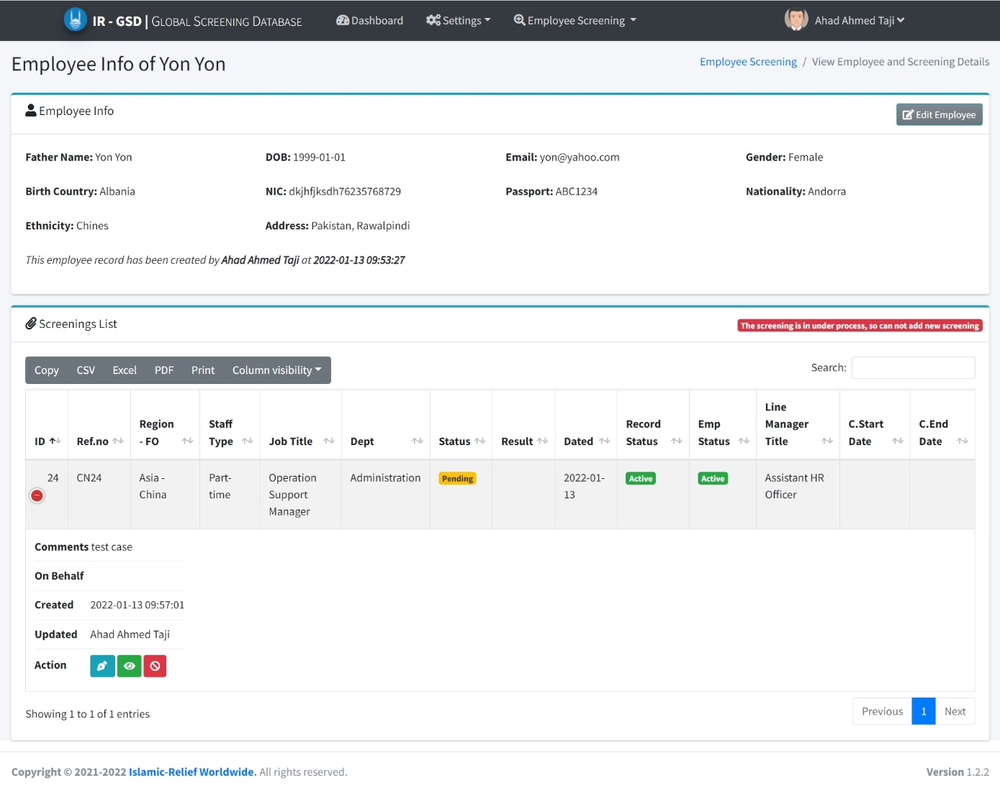 IR - GSD | GLOBAL SCREENING DATABASE Dashboard Settings Employee Screening Ahad Ahmed Taji
Employee Info of Yon Yon
Employee Screening / View Employee and Screening Details
Employee Info
Edit Employee
Father Name: Yon Yon DOB: 1999-01-01 Email: yon@yahoo.com Gender: Female
Birth Country: Albania NIC: dkjhfjksdh76235768729 Passport: ABC1234 Nationality: Andorra
Ethnicity: Chines Address: Pakistan, Rawalpindi
This employee record has been created by Ahad Ahmed Taji at 2022-01-13 09:53:27
Screenings List
The screening is in under process, so can not add new screening
Copy CSV Excel PDF Print Column visibility
Search:
ID
Ref.no
Region
- FO
Staff
Type
Job Title
Dept
Status
Result
Dated
Record
Status
Emp
Status
Line
Manager
Title
C.Start
Date
C.End
Date
24
CN24
Asia -
China
Part-
time
Operation
Support
Manager
Administration
Pending
2022-01-
13
Active
Active
Assistant HR
Officer
Comments test case
On Behalf
Created 2022-01-13 09:57:01
Updated Ahad Ahmed Taji
Action
Showing 1 to 1 of 1 entries
Previous 1 Next
Copyright © 2021-2022 Islamic-Relief Worldwide. All rights reserved.
Version 1.2.2